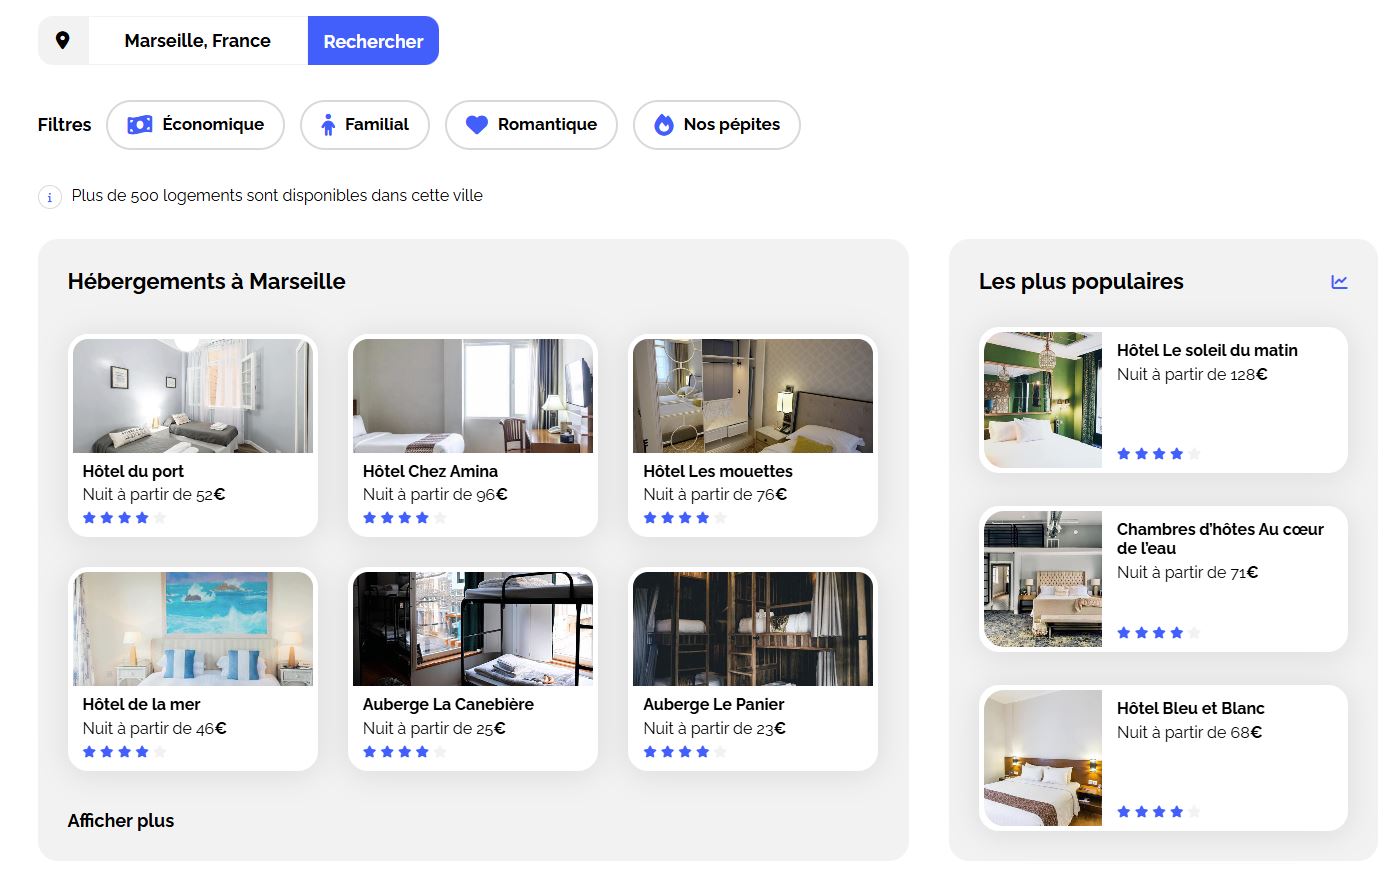 Marseille, France
Rechercher
Filtres
Économique
Familial
Romantique
Nos pépites
Plus de 500 logements sont disponibles dans cette ville
Hébergements à Marseille
Hôtel du port
Nuit à partir de 52€
Hôtel Chez Amina
Nuit à partir de 96€
Hôtel Les mouettes
Nuit à partir de 76€
Hôtel de la mer
Nuit à partir de 46€
Auberge La Canebière
Nuit à partir de 25€
Auberge Le Panier
Nuit à partir de 23€
Afficher plus
Les plus populaires
Hôtel Le soleil du matin
Nuit à partir de 128€
Chambres d’hôtes Au cœur
de l’eau
Nuit à partir de 71€
Hôtel Bleu et Blanc
Nuit à partir de 68€